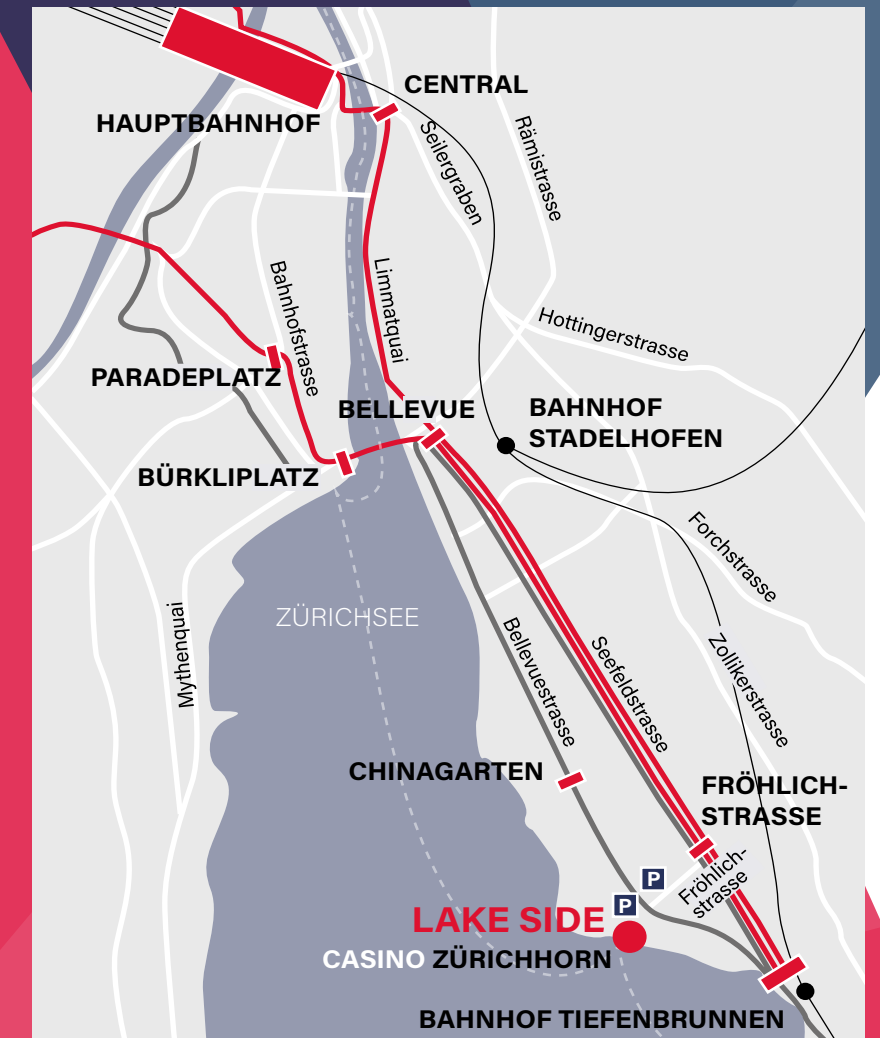 CENTRAL
HAUPTBAHNHOF
Seilergraben
Rämistrasse
Bahnhofstrasse
Limmatquai
Hottingerstrasse
PARADEPLATZ
BELLEVUE
BAHNHOF
STADELHOFEN
BÜRKLIPLATZ
Forchstrasse
ZÜRICHSEE
Mythenquai
Bellevuestrasse
Seefeldstrasse
Zollikerstrasse
CHINAGARTEN
FRÖHLICH-
STRASSE
Fröhlich-
strasse
P
P
LAKE SIDE
CASINO ZÜRICHHORN
BAHNHOF TIEFENBRUNNEN